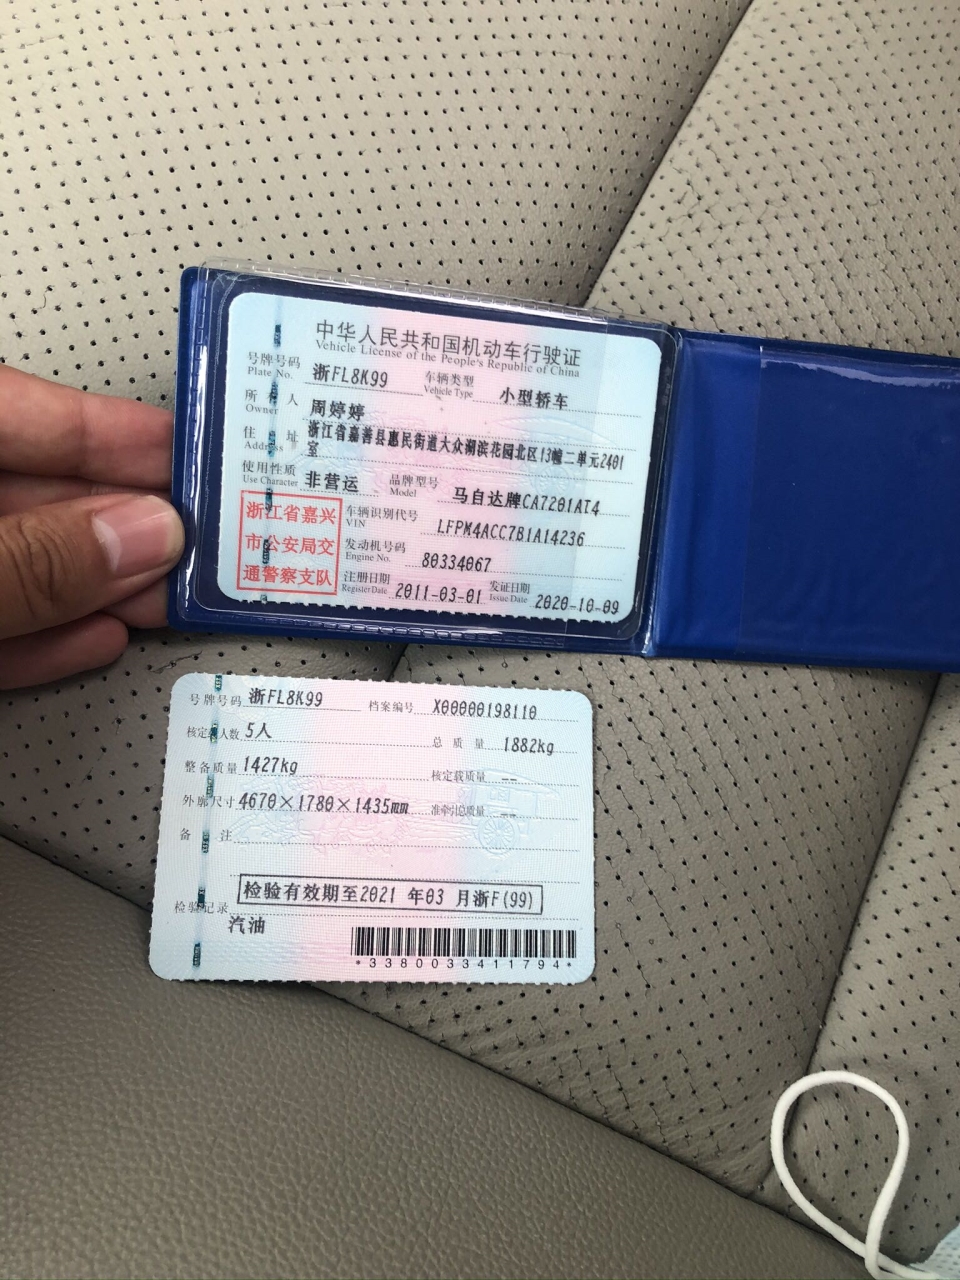 中华人民共和国机动车行驶证
Vehicle License of the People's Republic of China
号牌号码 浙FL8K99 车辆类型 小型轿车
Plate No. Vehicle Type
所有人 周婷婷
Owner
住址 浙江省嘉善县惠民街道大众湖滨花园北区13幢二单元2401
Address 室
使用性质 非营运 品牌型号 马自达牌CA7201AT4
Use Character Model
浙江省嘉兴
市公安局交
通警察支队
车辆识别代号 LFPM4ACC7B1A14236
VIN
发动机号码 80334067
Engine No.
注册日期 2011-03-01 发证日期 2020-10-09
Register Date Issue Date
号牌号码 浙FL8K99 档案编号 X00000198110
核定人数 5人 总质量 1882kg
整备质量 1427kg 核定载质量 --
外廓尺寸 4670×1780×1435mm 准牵引总质量 --
备注
检验有效期至2021 年03 月浙F(99)
检验记录
汽油
*3380033411794*